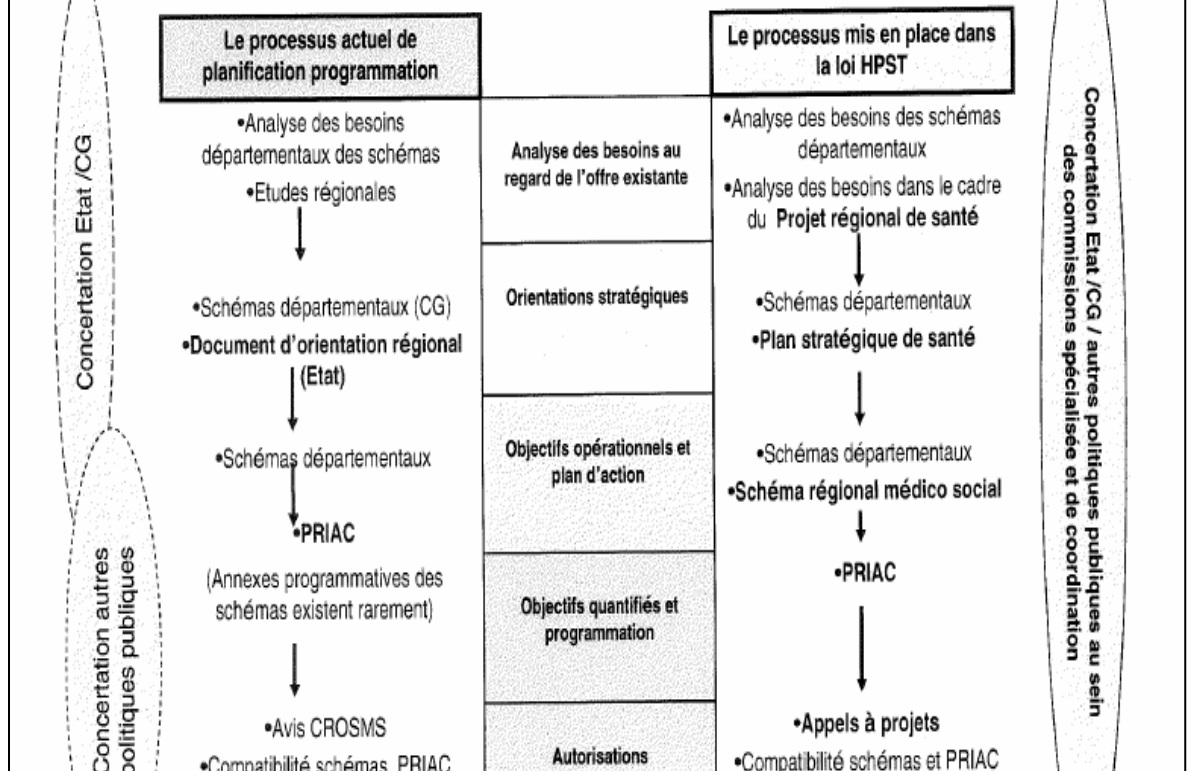 Concertation Etat /CG
Concertation autres
politiques publiques
Le processus actuel de
planification programmation
•Analyse des besoins
départementaux des schémas
•Etudes régionales
•Schémas départementaux (CG)
•Document d'orientation régional
(Etat)
•Schémas départementaux
•PRIAC
(Annexes programmatives des
schémas existent rarement)
•Avis CROSMS
•Compatibilité schémas, PRIAC
Analyse des besoins au
regard de l'offre existante
Orientations stratégiques
Objectifs opérationnels et
plan d'action
Objectifs quantifiés et
programmation
Autorisations
Le processus mis en place dans
la loi HPST
•Analyse des besoins des schémas
départementaux
•Analyse des besoins dans le cadre
du Projet régional de santé
•Schémas départementaux
•Plan stratégique de santé
•Schémas départementaux
•Schéma régional médico social
•PRIAC
•Appels à projets
•Compatibilité schémas et PRIAC
Concertation Etat /CG / autres politiques publiques au sein
des commissions spécialisée et de coordination